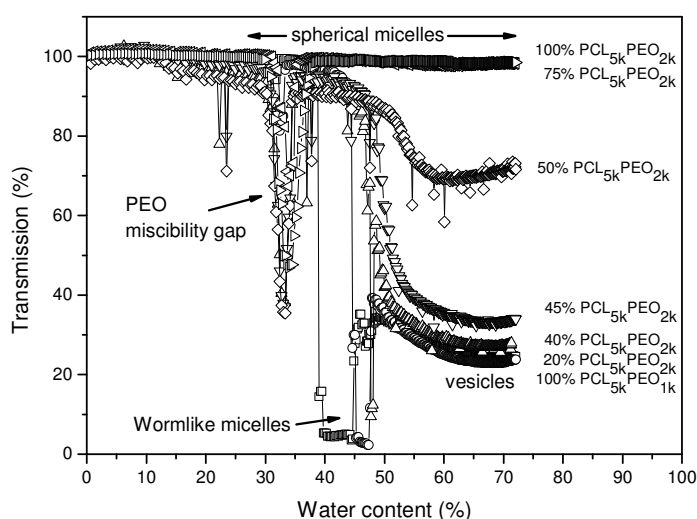 spherical micelles
100% PCL5kPEO2k
75% PCL5kPEO2k
50% PCL5kPEO2k
PEO
miscibility gap
45% PCL5kPEO2k
40% PCL5kPEO2k
20% PCL5kPEO2k
100% PCL5kPEO1k
vesicles
Wormlike micelles
Transmission (%)
100
80
60
40
20
0
0 10 20 30 40 50 60 70 80 90 100
Water content (%)